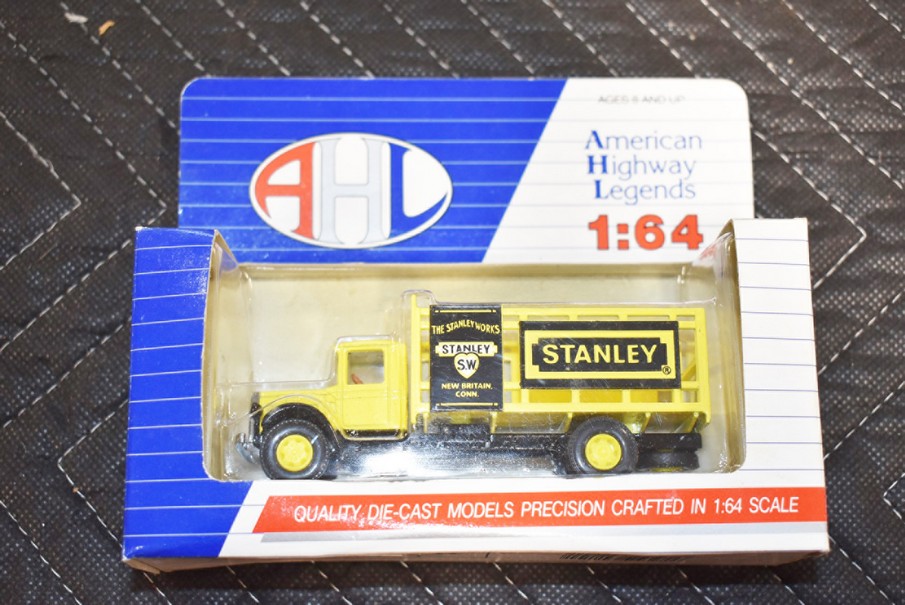 AGES 8 AND UP
AHL
American
Highway
Legends
1:64
THE STANLEY WORKS
STANLEY
S.W
NEW BRITAIN,
CONN.
STANLEY®
QUALITY DIE-CAST MODELS PRECISION CRAFTED IN 1:64 SCALE